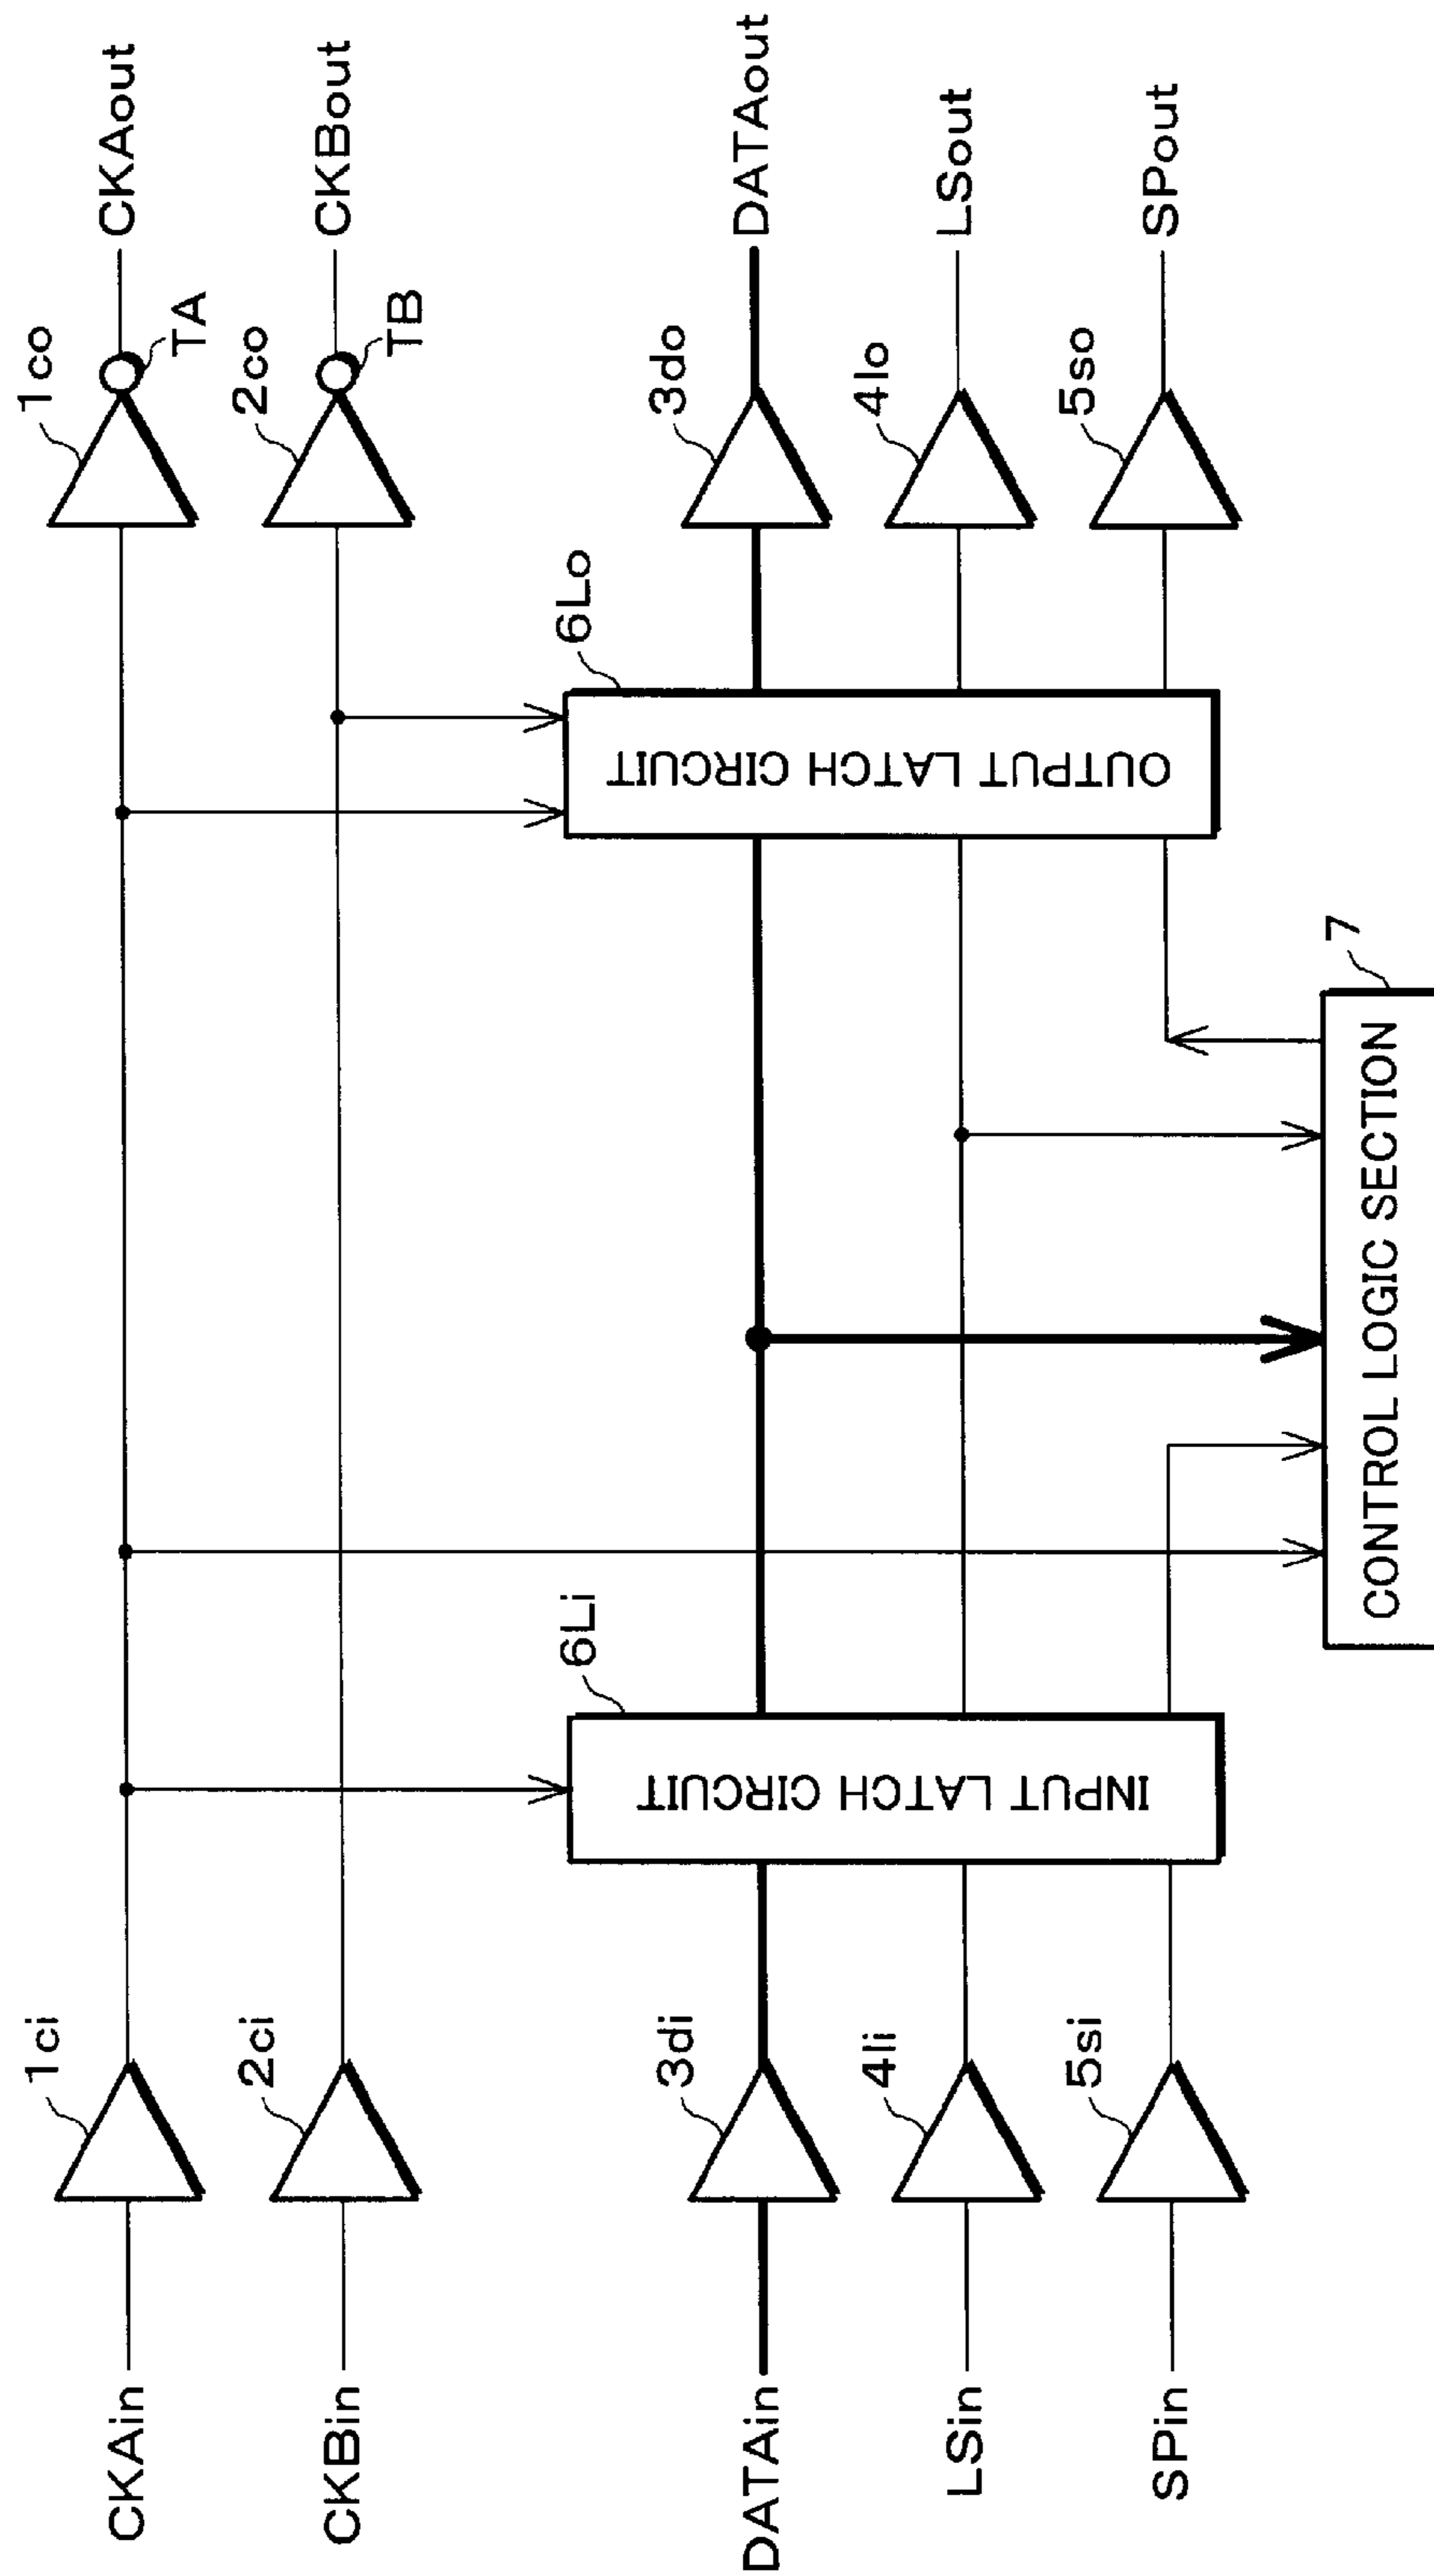 CKAin
1ci
1co
TA
CKAout
CKBin
2ci
2co
TB
CKBout
DATAin
3di
6Li
INPUT LATCH CIRCUIT
6Lo
OUTPUT LATCH CIRCUIT
3do
DATAout
LSin
4li
4lo
LSout
SPin
5si
5so
SPout
7
CONTROL LOGIC SECTION